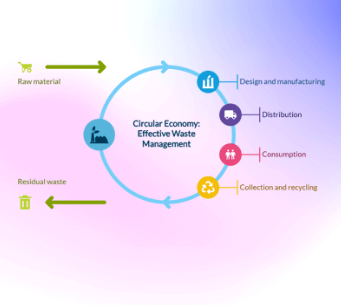 Raw material
Design and manufacturing
Distribution
Circular Economy:
Effective Waste
Management
Consumption
Residual waste
Collection and recycling